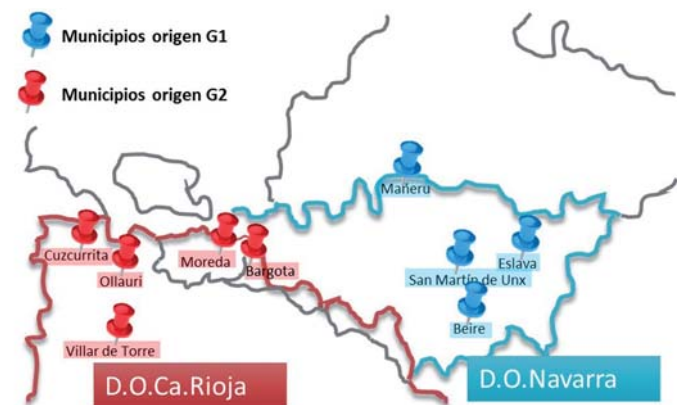 Municipios origen G1
Municipios origen G2
Mañeru
Cuzcurrita
Ollauri
Moreda
Bargota
San Martín de Unx
Eslava
Beire
Villar de Torre
D.O.Ca.Rioja
D.O.Navarra